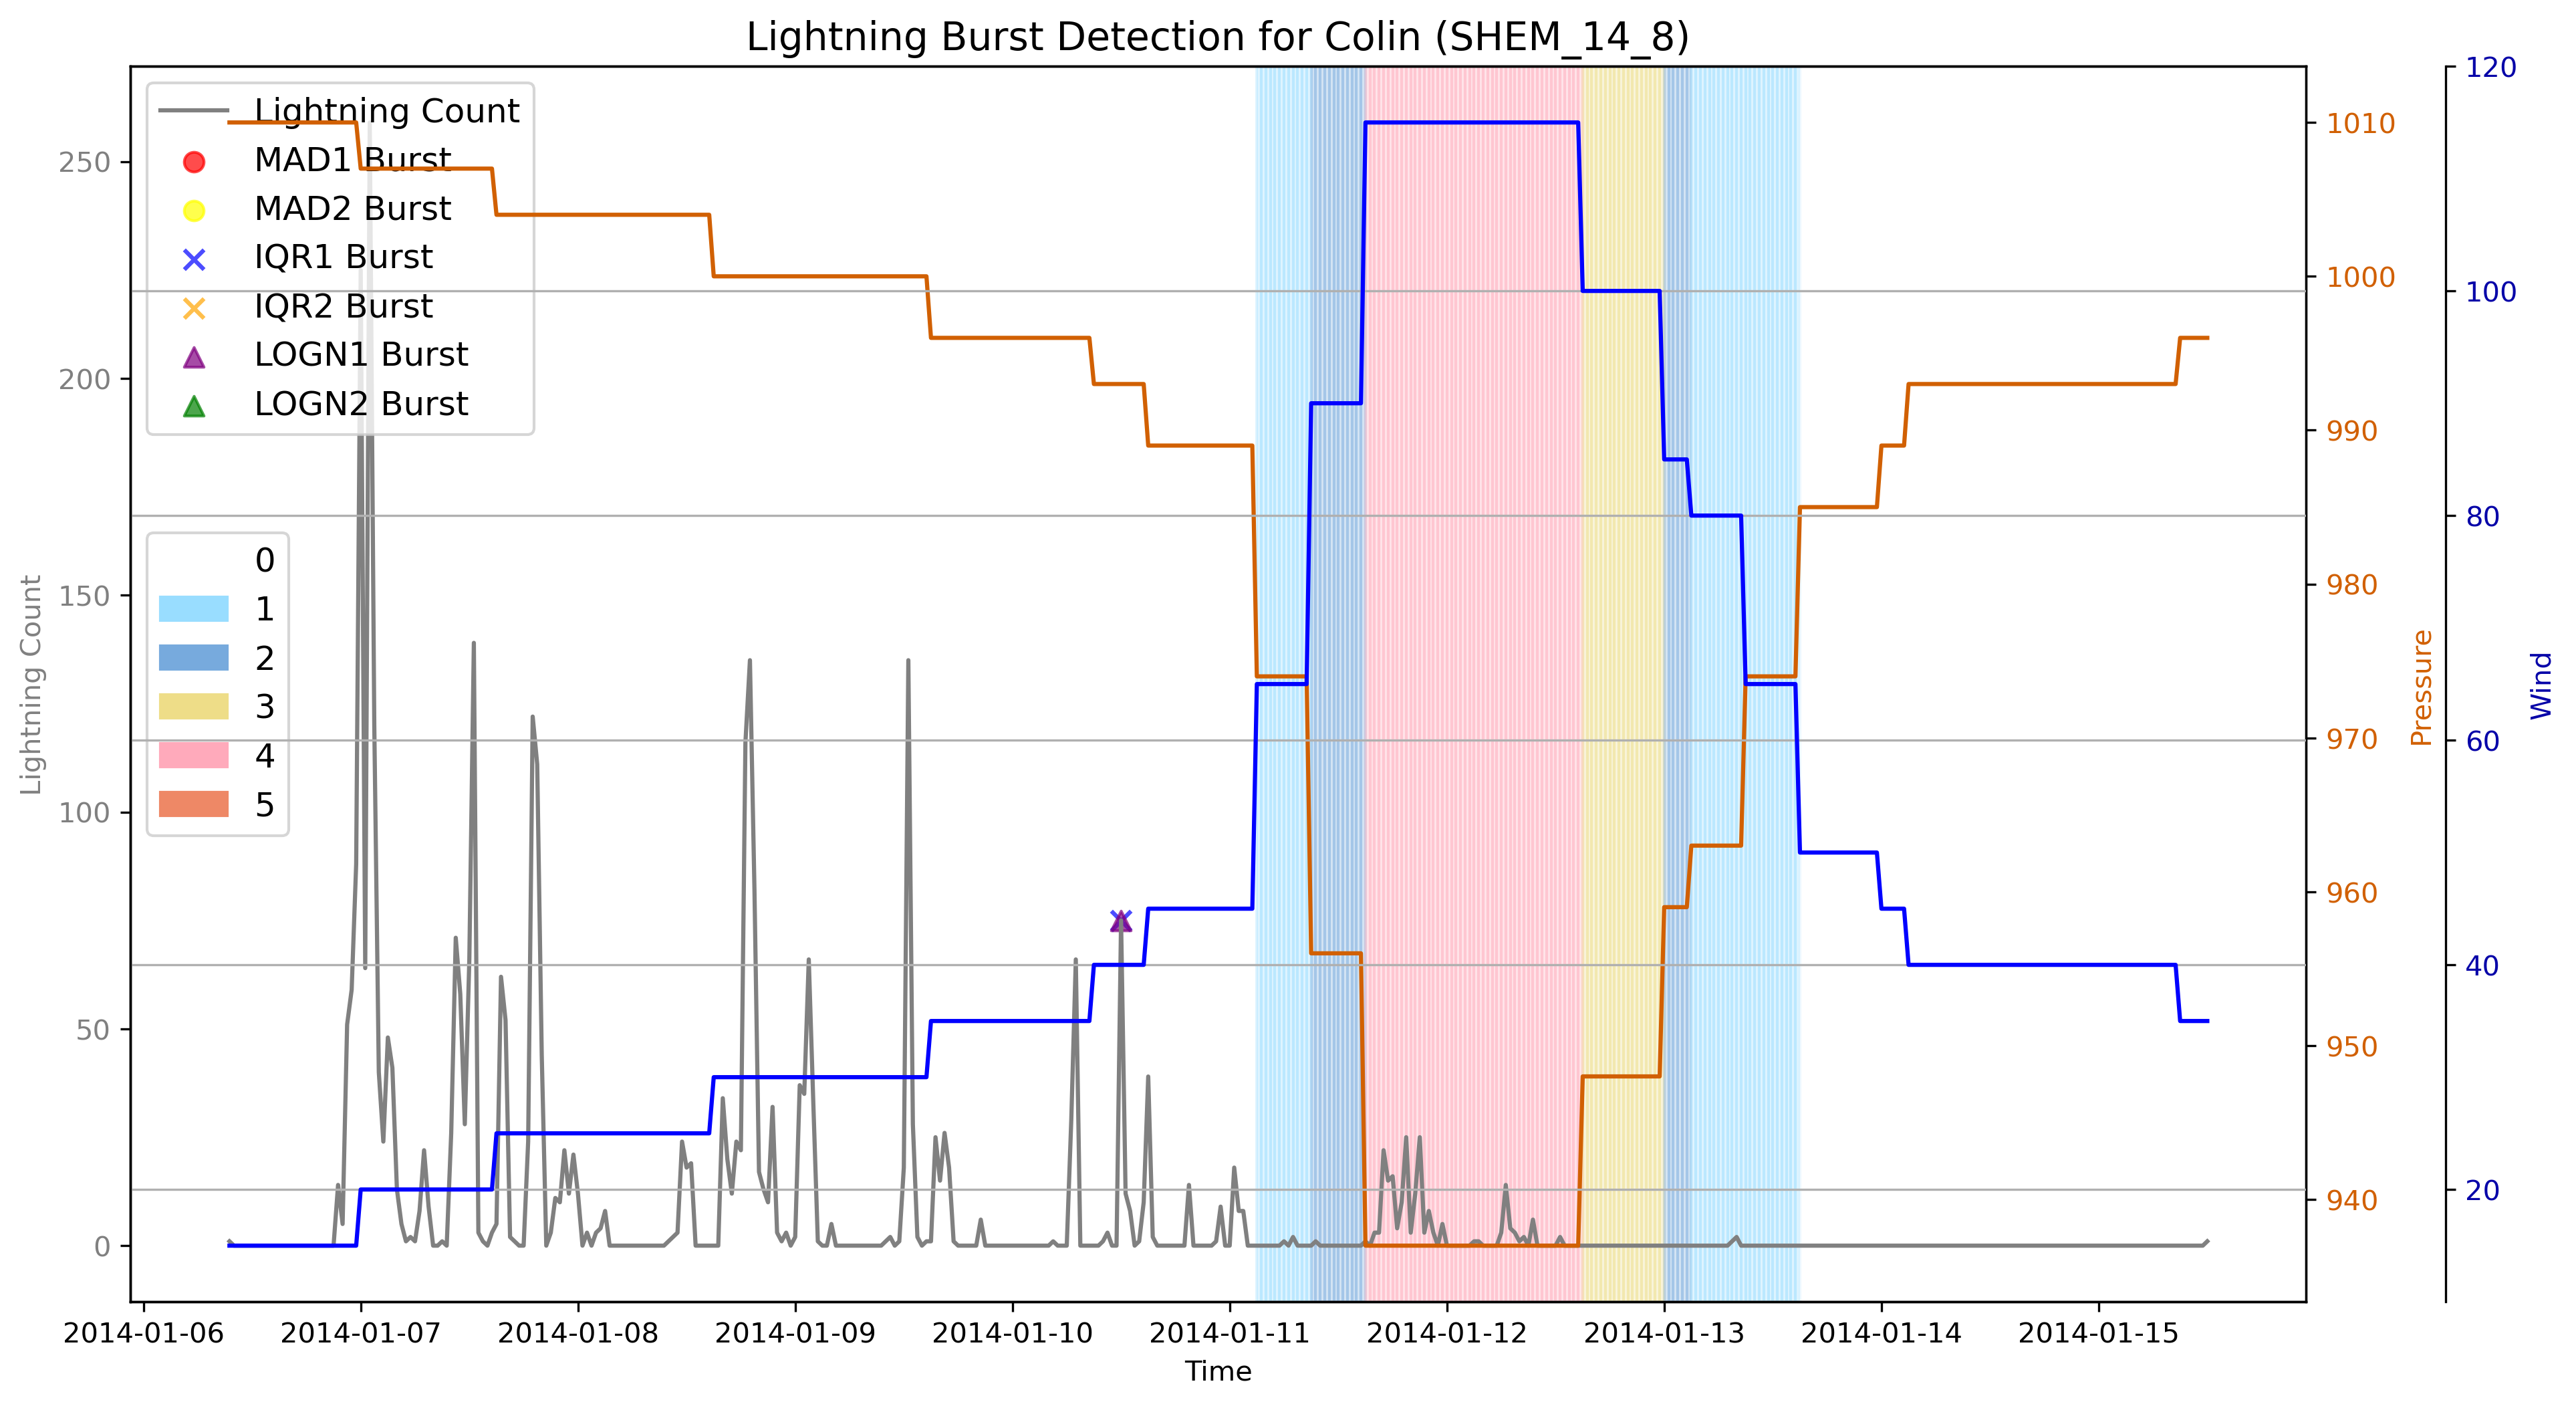 Lightning Burst Detection for Colin (SHEM_14_8)
Lightning Count
MAD1 Burst
MAD2 Burst
IQR1 Burst
IQR2 Burst
LOGN1 Burst
LOGN2 Burst
0
1
2
3
4
5
Lightning Count
250
200
150
100
50
0
1010
1000
990
980
970
960
950
940
Pressure
120
100
80
60
40
20
Wind
2014-01-06 2014-01-07 2014-01-08 2014-01-09 2014-01-10 2014-01-11 2014-01-12 2014-01-13 2014-01-14 2014-01-15
Time